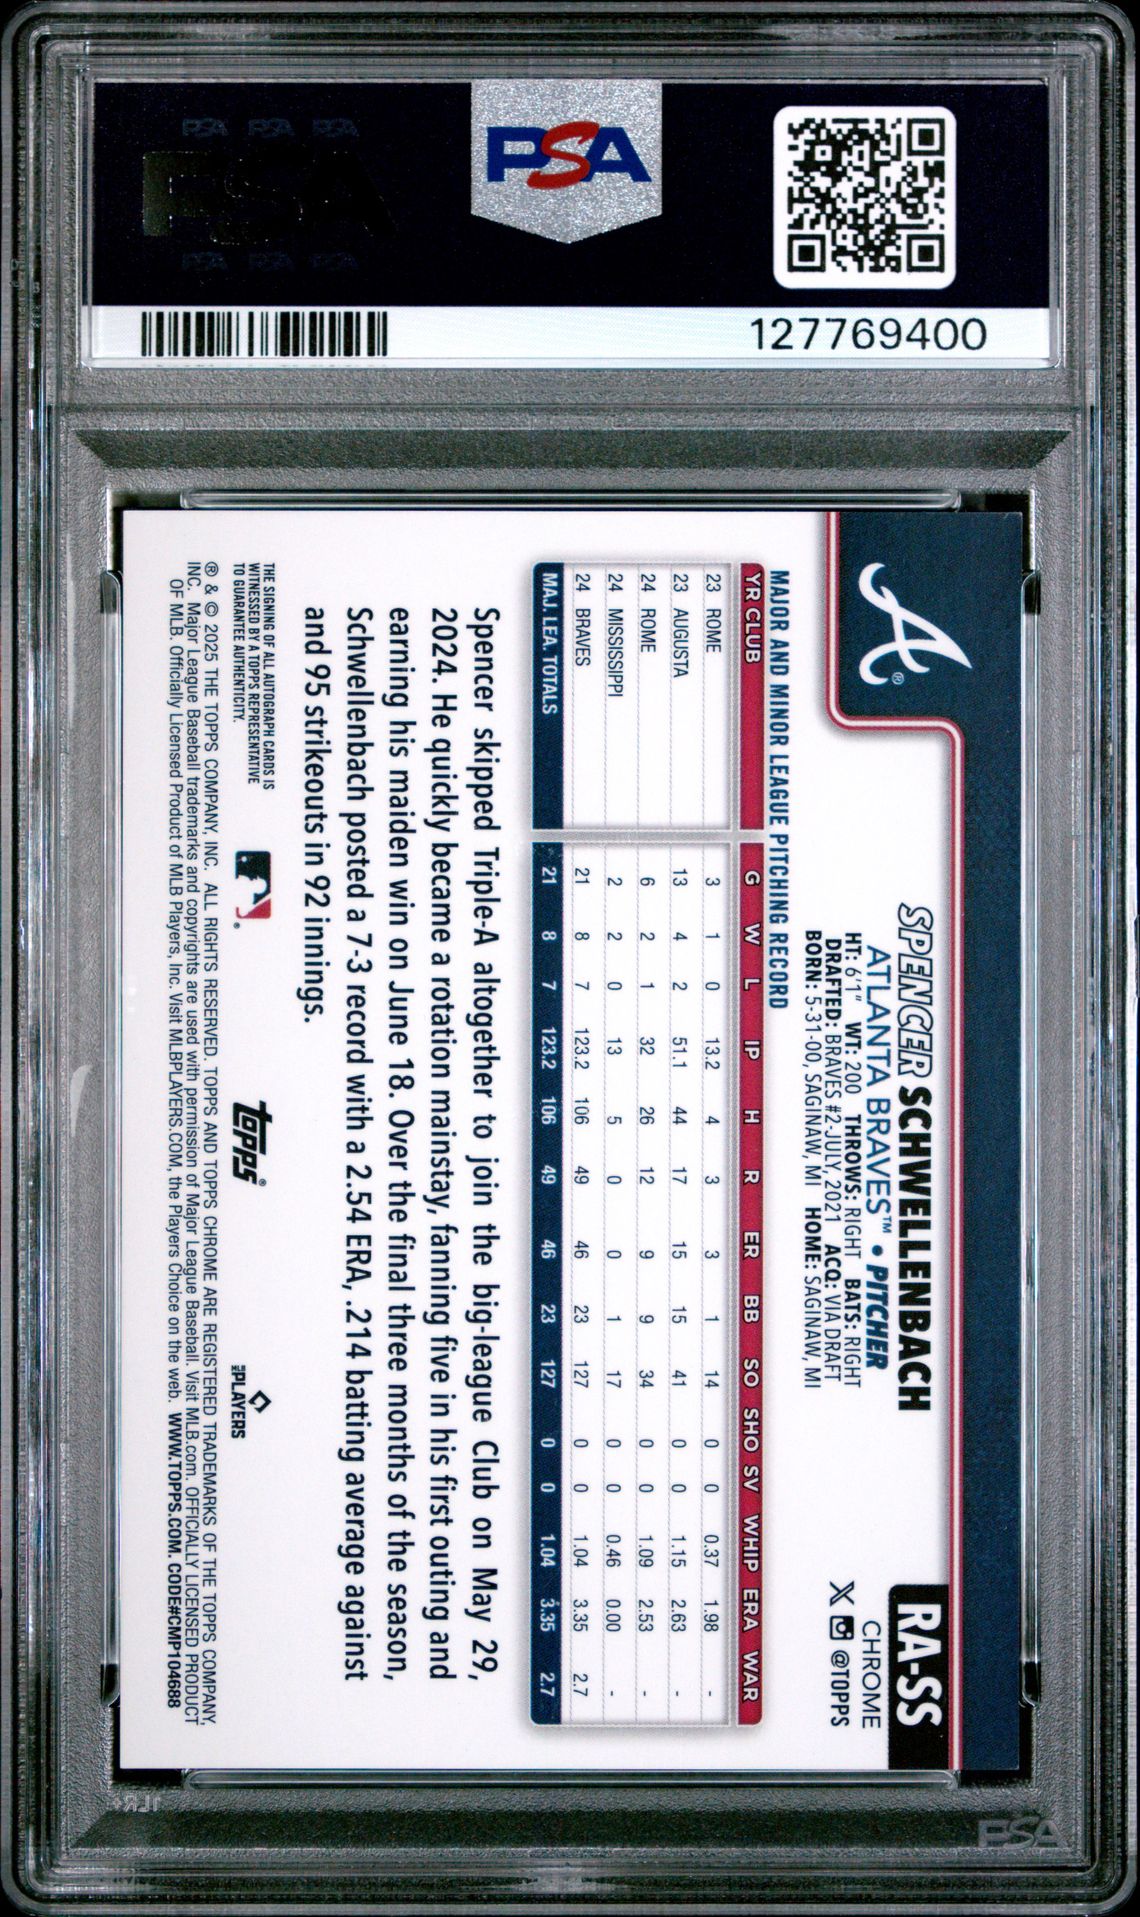 PSA PSA PSA
PSA
PSA PSA PSA
PSA
127769400
A®
SPENCER SCHWELLENBACH
ATLANTA BRAVES™ • PITCHER
HT: 6'1" WT: 200 THROWS: RIGHT BATS: RIGHT
DRAFTED: BRAVES #2-JULY, 2021 ACQ: VIA DRAFT
BORN: 5-31-00, SAGINAW, MI HOME: SAGINAW, MI
RA-SS
CHROME
X @TOPPS
MAJOR AND MINOR LEAGUE PITCHING RECORD
YR CLUB G W L IP H R ER BB SO SHO SV WHIP ERA WAR
23 ROME 3 1 0 13.2 4 3 3 1 14 0 0 0.37 1.98 -
23 AUGUSTA 13 4 2 51.1 44 17 15 15 41 0 0 1.15 2.63 -
24 ROME 6 2 1 32 26 12 9 9 34 0 0 1.09 2.53 -
24 MISSISSIPPI 2 2 0 13 5 0 0 1 17 0 0 0.46 0.00 -
24 BRAVES 21 8 7 123.2 106 49 46 23 127 0 0 1.04 3.35 2.7
MAJ. LEA. TOTALS 21 8 7 123.2 106 49 46 23 127 0 0 1.04 3.35 2.7
Spencer skipped Triple-A altogether to join the big-league Club on May 29,
2024. He quickly became a rotation mainstay, fanning five in his first outing and
earning his maiden win on June 18. Over the final three months of the season,
Schwellenbach posted a 7-3 record with a 2.54 ERA, .214 batting average against
and 95 strikeouts in 92 innings.
THE SIGNING OF ALL AUTOGRAPH CARDS IS
WITNESSED BY A TOPPS REPRESENTATIVE
TO GUARANTEE AUTHENTICITY.
topps®
MLB PLAYERS
® & © 2025 THE TOPPS COMPANY, INC. ALL RIGHTS RESERVED. TOPPS AND TOPPS CHROME ARE REGISTERED TRADEMARKS OF THE TOPPS COMPANY,
INC. Major League Baseball trademarks and copyrights are used with permission of Major League Baseball. Visit MLB.com. OFFICIALLY LICENSED PRODUCT
OF MLB. Officially Licensed Product of MLB Players, Inc. Visit MLBPLAYERS.COM, the Players Choice on the web. WWW.TOPPS.COM. CODE#CMP104688
1LR+
PSA